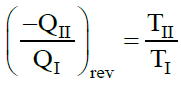 (-Q_II / Q_I)_rev = T_II / T_I